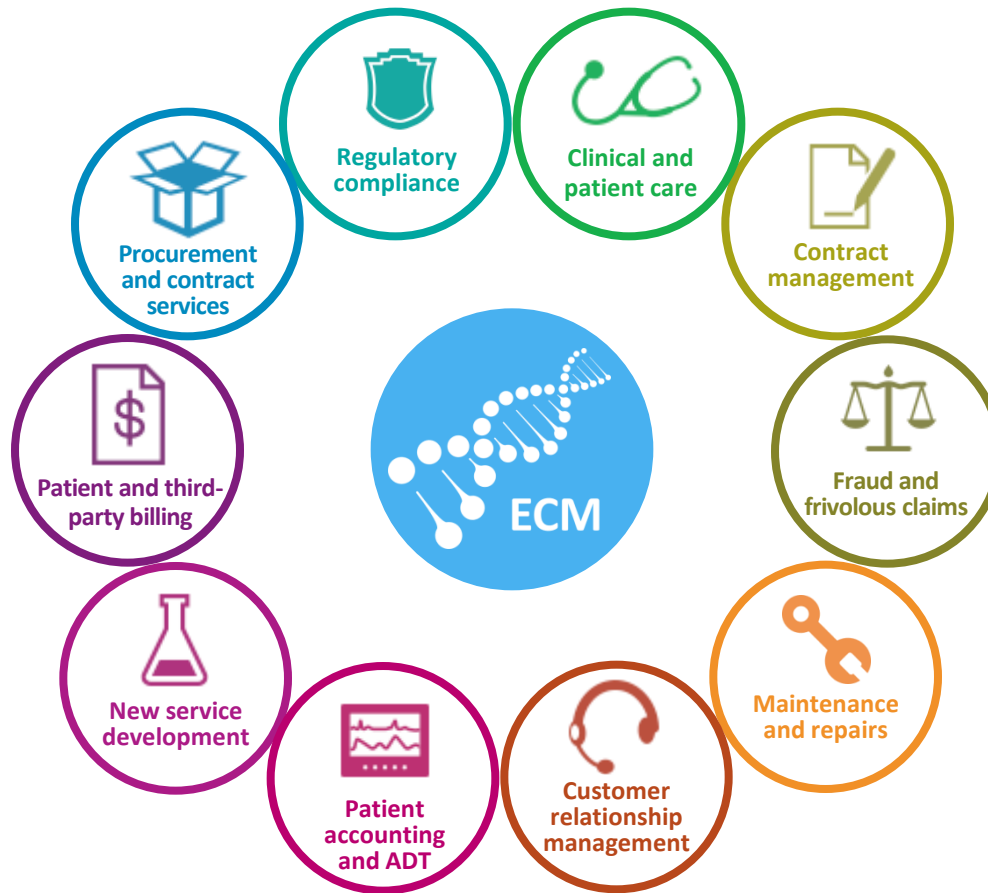 Regulatory
compliance
Clinical and
patient care
Procurement
and contract
services
Contract
management
$
Patient and third-
party billing
ECM
Fraud and
frivolous claims
New service
development
Maintenance
and repairs
Patient
accounting
and ADT
Customer
relationship
management